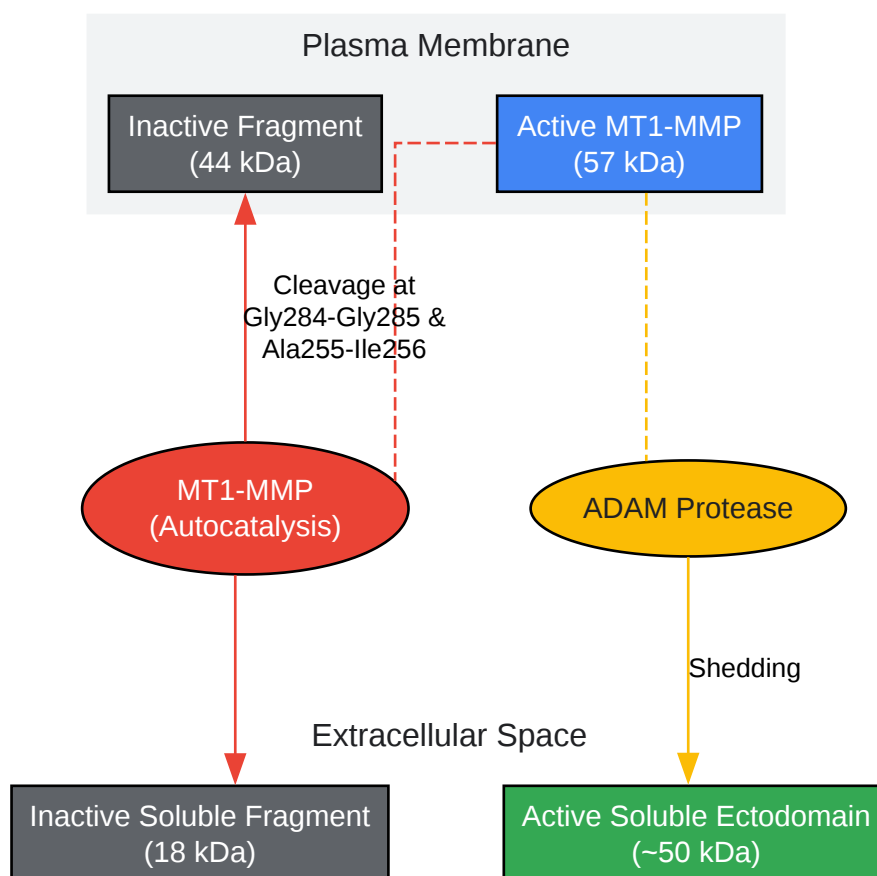 Plasma Membrane
Inactive Fragment
(44 kDa)
Active MT1-MMP
(57 kDa)
Cleavage at
Gly284-Gly285 &
Ala255-Ile256
MT1-MMP
(Autocatalysis)
ADAM Protease
Shedding
Extracellular Space
Inactive Soluble Fragment
(18 kDa)
Active Soluble Ectodomain
(~50 kDa)